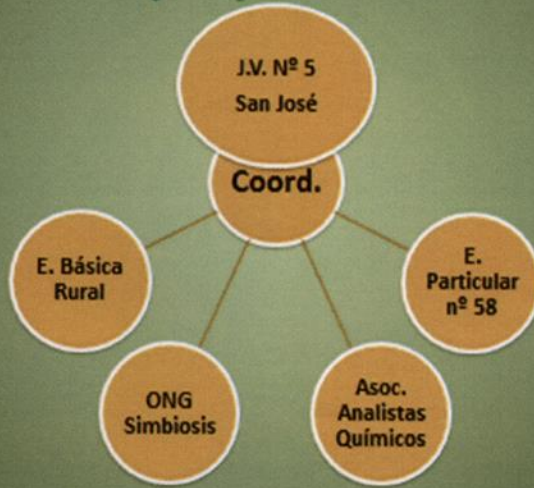 J.V. Nº 5
San José
Coord.
E. Básica
Rural
ONG
Simbiosis
Asoc.
Analistas
Químicos
E.
Particular
nº 58